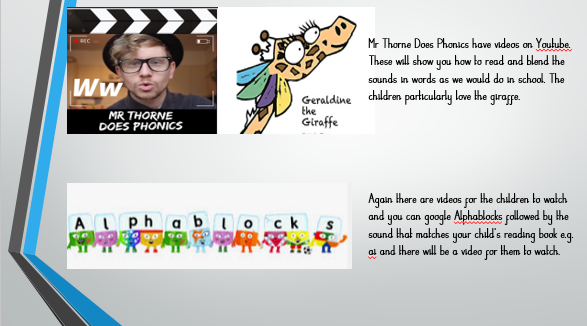 REC
Ww
MR THORNE
DOES PHONICS
Geraldine
the
Giraffe
Mr Thorne Does Phonics have videos on Youtube.
These will show you how to read and blend the
sounds in words as we would do in school. The
children particularly love the giraffe.
Alphablocks
Again there are videos for the children to watch
and you can google Alphablocks followed by the
sound that matches your child's reading book e.g.
ai and there will be a video for them to watch.